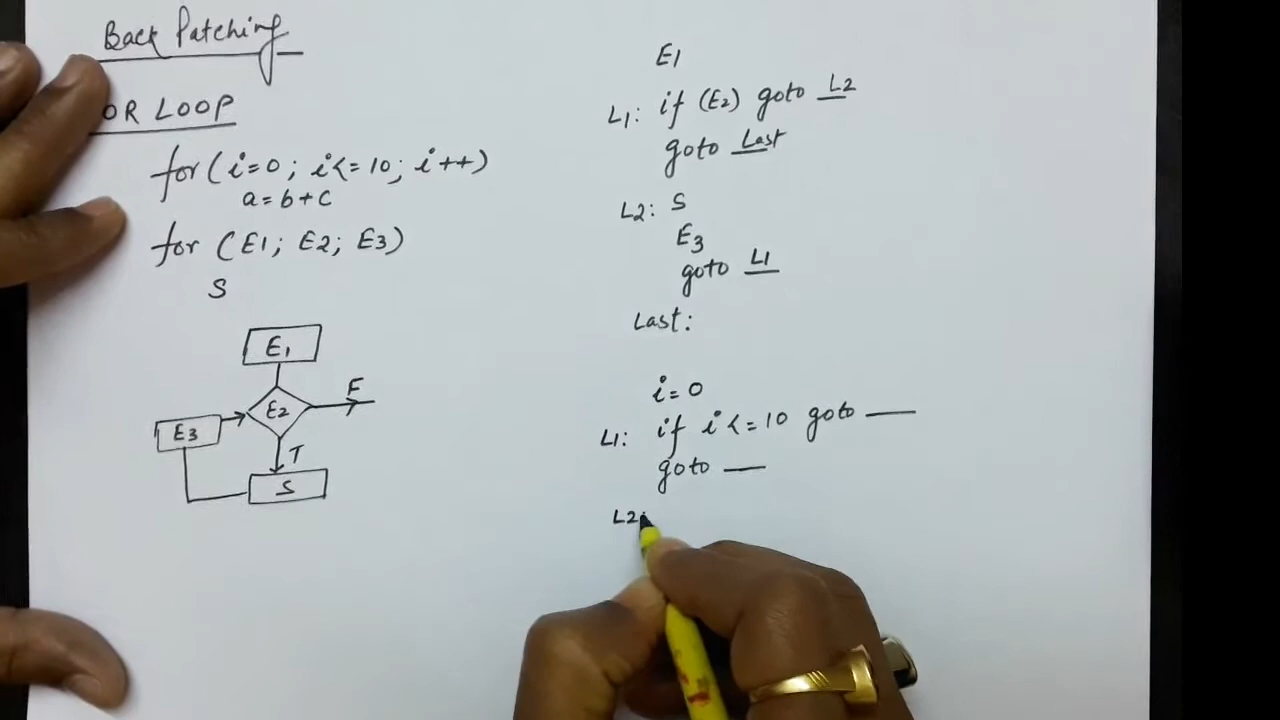 Back Patching
OR LOOP
for(i=0; i<=10; i++)
a=b+c
for (E1; E2; E3)
S
E1
E2
F
E3
T
S
E1
L1: if (E2) goto L2
goto Last
L2: S
E3
goto L1
Last:
i=0
L1: if i<=10 goto
goto
L2: